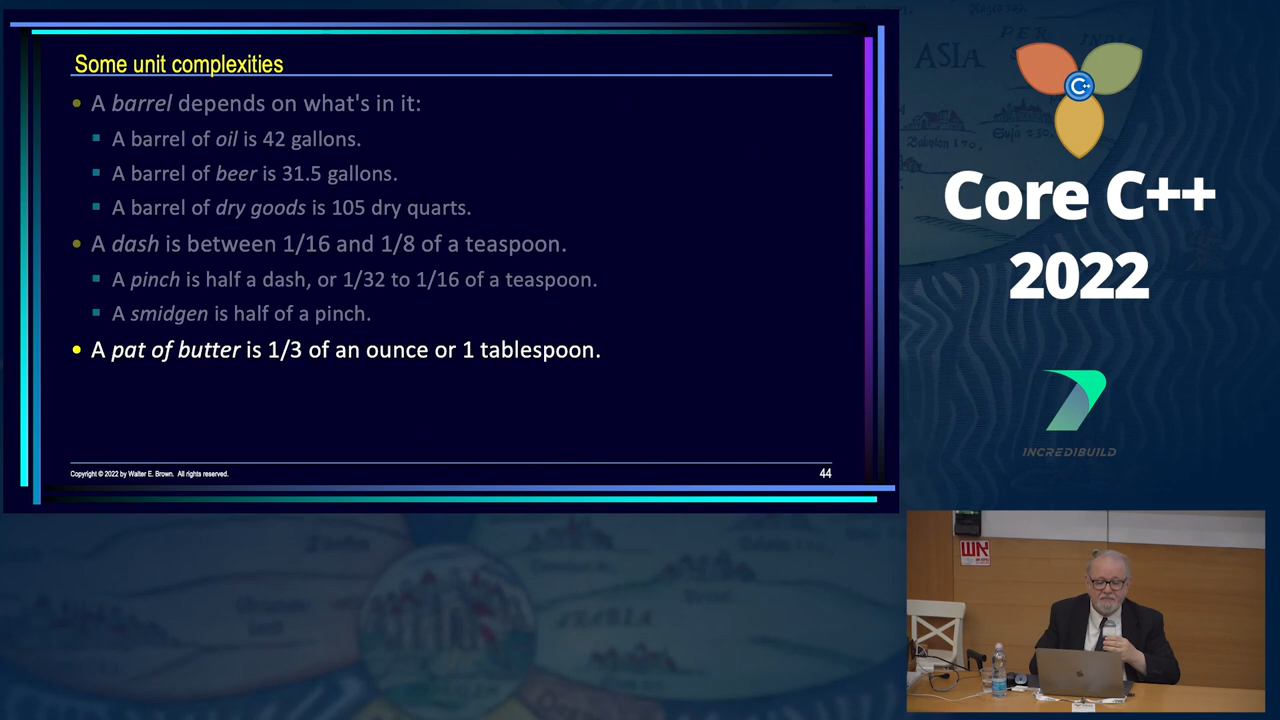 Some unit complexities
A barrel depends on what's in it:
A barrel of oil is 42 gallons.
A barrel of beer is 31.5 gallons.
A barrel of dry goods is 105 dry quarts.
A dash is between 1/16 and 1/8 of a teaspoon.
A pinch is half a dash, or 1/32 to 1/16 of a teaspoon.
A smidgen is half of a pinch.
A pat of butter is 1/3 of an ounce or 1 tablespoon.
Copyright © 2022 by Walter E. Brown. All rights reserved.
44
ASIA
PER
INDIA
C++
Core C++
2022
INCREDIBUILD
ARABIA